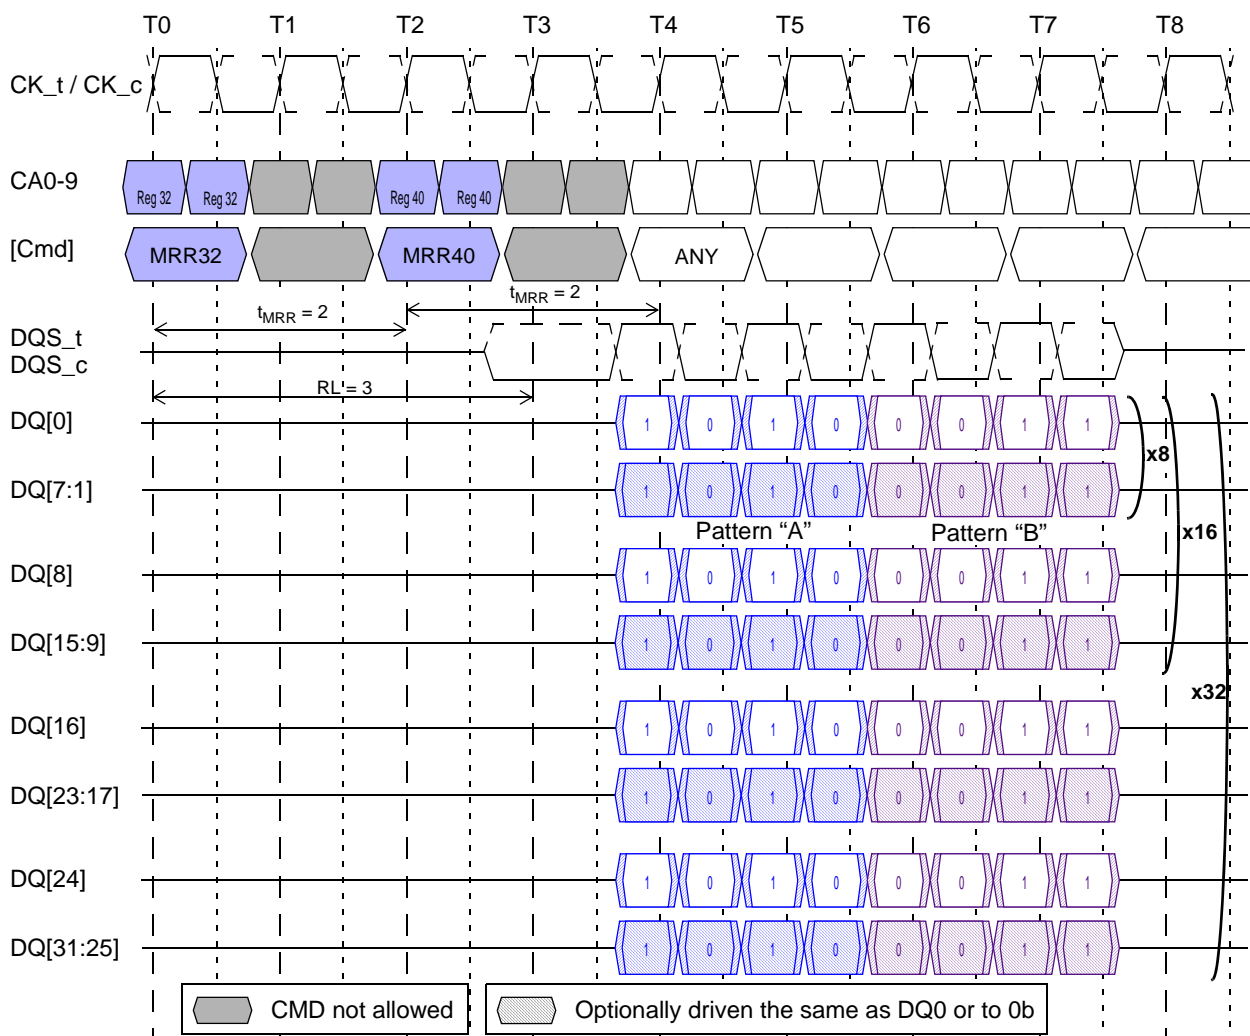 T0 T1 T2 T3 T4 T5 T6 T7 T8
CK_t / CK_c
CA0-9 Reg 32 Reg 32 Reg 40 Reg 40
[Cmd] MRR32 MRR40 ANY
tMRR = 2 tMRR = 2
DQS_t
DQS_c
RL = 3
DQ[0] 1 0 1 0 0 0 1 1
x8
DQ[7:1] 1 0 1 0 0 0 1 1
Pattern “A” Pattern “B” x16
DQ[8] 1 0 1 0 0 0 1 1
DQ[15:9] 1 0 1 0 0 0 1 1
x32
DQ[16] 1 0 1 0 0 0 1 1
DQ[23:17] 1 0 1 0 0 0 1 1
DQ[24] 1 0 1 0 0 0 1 1
DQ[31:25] 1 0 1 0 0 0 1 1
CMD not allowed Optionally driven the same as DQ0 or to 0b